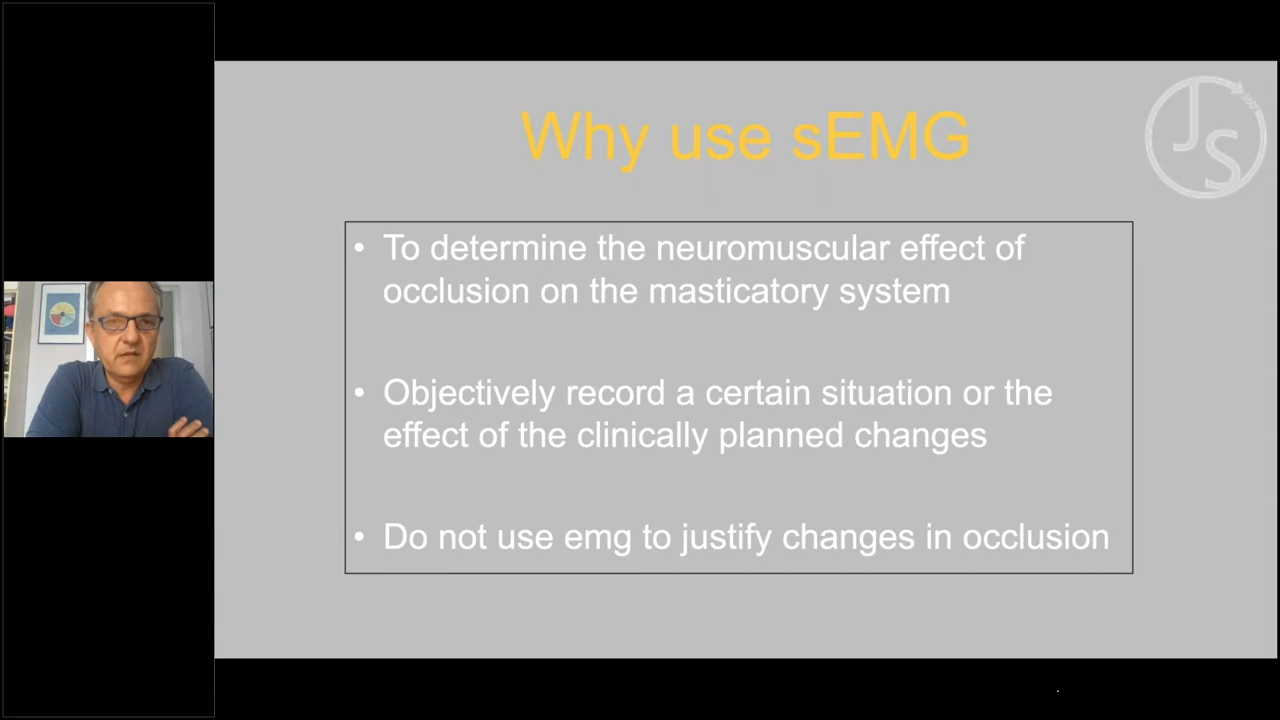 Why use sEMG
JS
• To determine the neuromuscular effect of
occlusion on the masticatory system
• Objectively record a certain situation or the
effect of the clinically planned changes
• Do not use emg to justify changes in occlusion